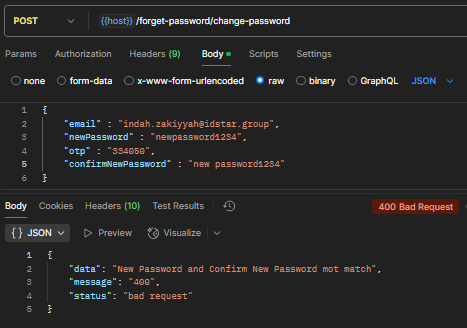 POST {{host}} /forget-password/change-password
Params Authorization Headers (9) Body Scripts Settings
none form-data x-www-form-urlencoded raw binary GraphQL JSON
1 {
2 "email" : "indah.zakiyyah@idstar.group",
3 "newPassword" : "newpassword1234",
4 "otp" : "334050",
5 "confirmNewPassword" : "new password1234"
6 }
Body Cookies Headers (10) Test Results 400 Bad Request
{} JSON Preview Visualize
1 {
2 "data": "New Password and Confirm New Password mot match",
3 "message": "400",
4 "status": "bad request"
5 }